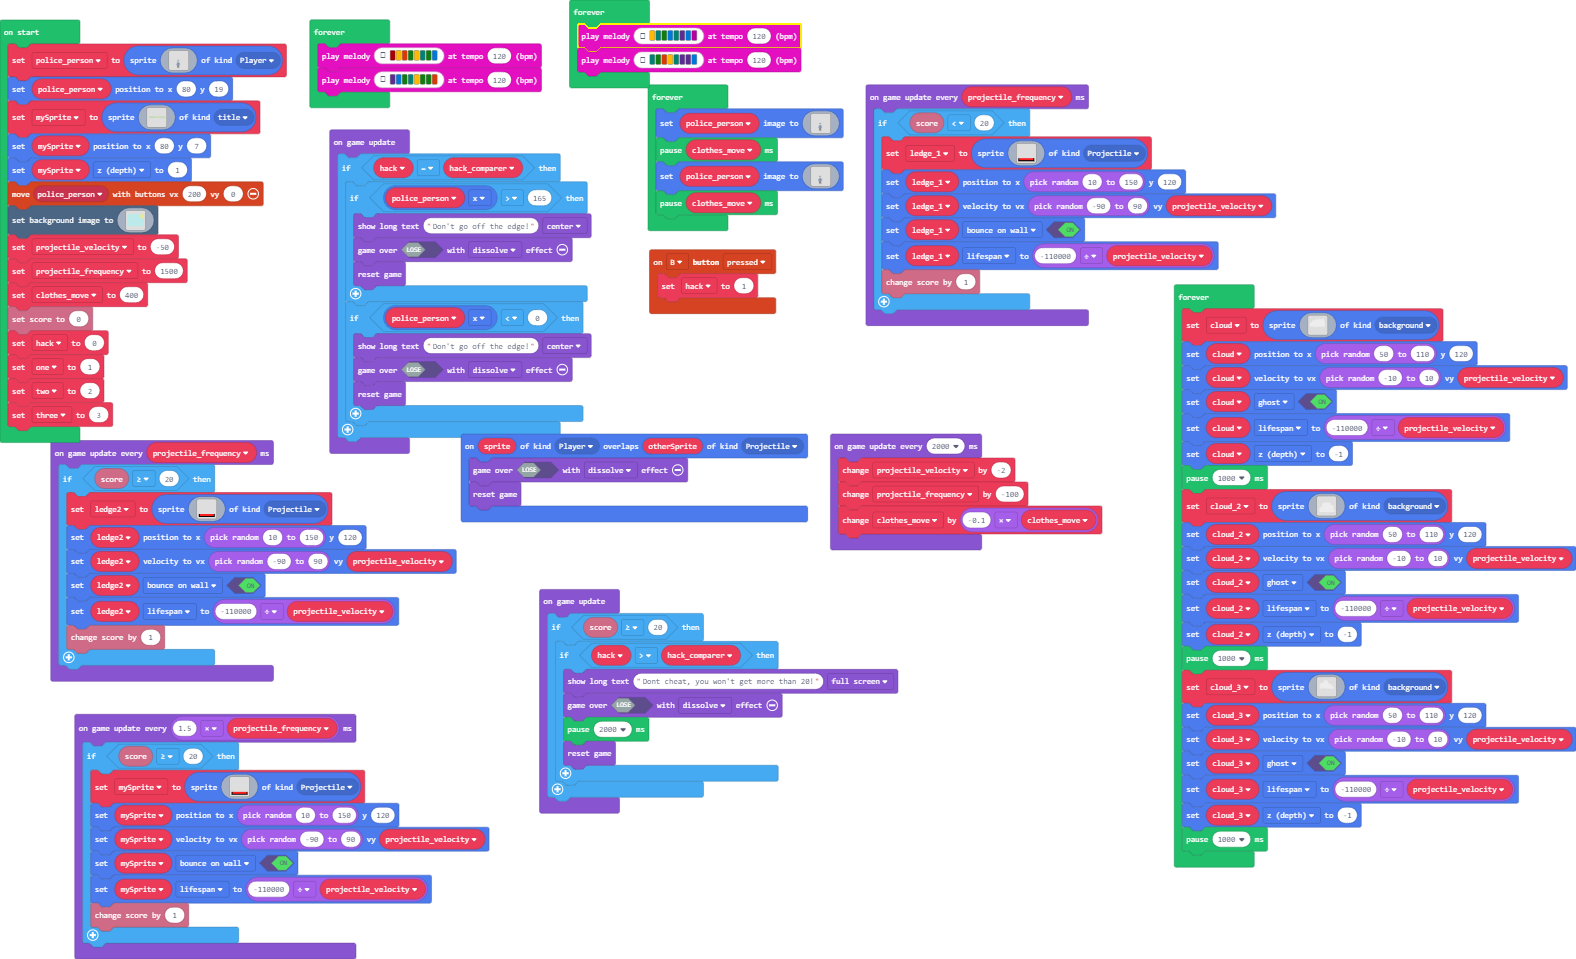 on start
set police_person to sprite of kind Player
set police_person position to x 80 y 19
set mySprite to sprite of kind title
set mySprite position to x 80 y 7
set mySprite z (depth) to 1
move police_person with buttons vx 200 vy 0
set background image to
set projectile_velocity to -50
set projectile_frequency to 1500
set clothes_move to 400
set score to 0
set hack to 0
set one to 1
set two to 2
set three to 3
forever
play melody at tempo 120 (bpm)
play melody at tempo 120 (bpm)
forever
play melody at tempo 120 (bpm)
play melody at tempo 120 (bpm)
forever
set police_person image to
pause clothes_move ms
set police_person image to
pause clothes_move ms
on game update
if hack = hack_comparer then
if police_person x > 165 then
show long text "Don't go off the edge!" center
game over LOSE with dissolve effect
reset game
if police_person x < 0 then
show long text "Don't go off the edge!" center
game over LOSE with dissolve effect
reset game
on B button pressed
set hack to 1
on game update every projectile_frequency ms
if score < 20 then
set ledge_1 to sprite of kind Projectile
set ledge_1 position to x pick random 10 to 150 y 120
set ledge_1 velocity to vx pick random -90 to 90 vy projectile_velocity
set ledge_1 bounce on wall ON
set ledge_1 lifespan to -110000 ÷ projectile_velocity
change score by 1
forever
set cloud to sprite of kind background
set cloud position to x pick random 50 to 110 y 120
set cloud velocity to vx pick random -10 to 10 vy projectile_velocity
set cloud ghost ON
set cloud lifespan to -110000 ÷ projectile_velocity
set cloud z (depth) to -1
pause 1000 ms
set cloud_2 to sprite of kind background
set cloud_2 position to x pick random 50 to 110 y 120
set cloud_2 velocity to vx pick random -10 to 10 vy projectile_velocity
set cloud_2 ghost ON
set cloud_2 lifespan to -110000 ÷ projectile_velocity
set cloud_2 z (depth) to -1
pause 1000 ms
set cloud_3 to sprite of kind background
set cloud_3 position to x pick random 50 to 110 y 120
set cloud_3 velocity to vx pick random -10 to 10 vy projectile_velocity
set cloud_3 ghost ON
set cloud_3 lifespan to -110000 ÷ projectile_velocity
set cloud_3 z (depth) to -1
pause 1000 ms
on game update every projectile_frequency ms
if score ≥ 20 then
set ledge2 to sprite of kind Projectile
set ledge2 position to x pick random 10 to 150 y 120
set ledge2 velocity to vx pick random -90 to 90 vy projectile_velocity
set ledge2 bounce on wall ON
set ledge2 lifespan to -110000 ÷ projectile_velocity
change score by 1
on sprite of kind Player overlaps otherSprite of kind Projectile
game over LOSE with dissolve effect
reset game
on game update every 2000 ms
change projectile_velocity by -2
change projectile_frequency by -100
change clothes_move by -0.1 × clothes_move
on game update
if score ≥ 20 then
if hack > hack_comparer then
show long text "Dont cheat, you won't get more than 20!" full screen
game over LOSE with dissolve effect
pause 2000 ms
reset game
on game update every 1.5 × projectile_frequency ms
if score ≥ 20 then
set mySprite to sprite of kind Projectile
set mySprite position to x pick random 10 to 150 y 120
set mySprite velocity to vx pick random -90 to 90 vy projectile_velocity
set mySprite bounce on wall ON
set mySprite lifespan to -110000 ÷ projectile_velocity
change score by 1